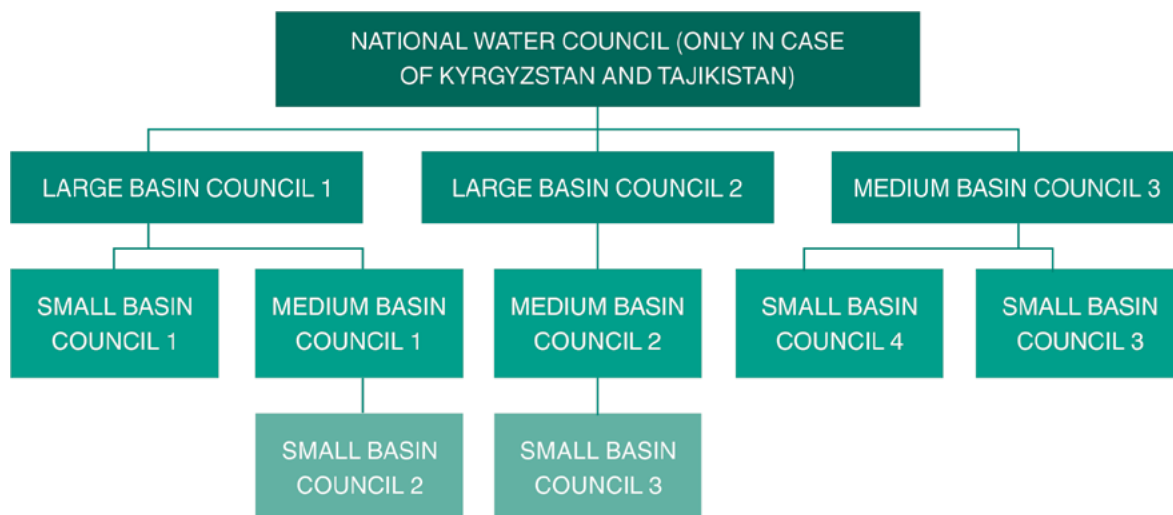 NATIONAL WATER COUNCIL (ONLY IN CASE
OF KYRGYZSTAN AND TAJIKISTAN)
LARGE BASIN COUNCIL 1
LARGE BASIN COUNCIL 2
MEDIUM BASIN COUNCIL 3
SMALL BASIN
COUNCIL 1
MEDIUM BASIN
COUNCIL 1
MEDIUM BASIN
COUNCIL 2
SMALL BASIN
COUNCIL 4
SMALL BASIN
COUNCIL 3
SMALL BASIN
COUNCIL 2
SMALL BASIN
COUNCIL 3